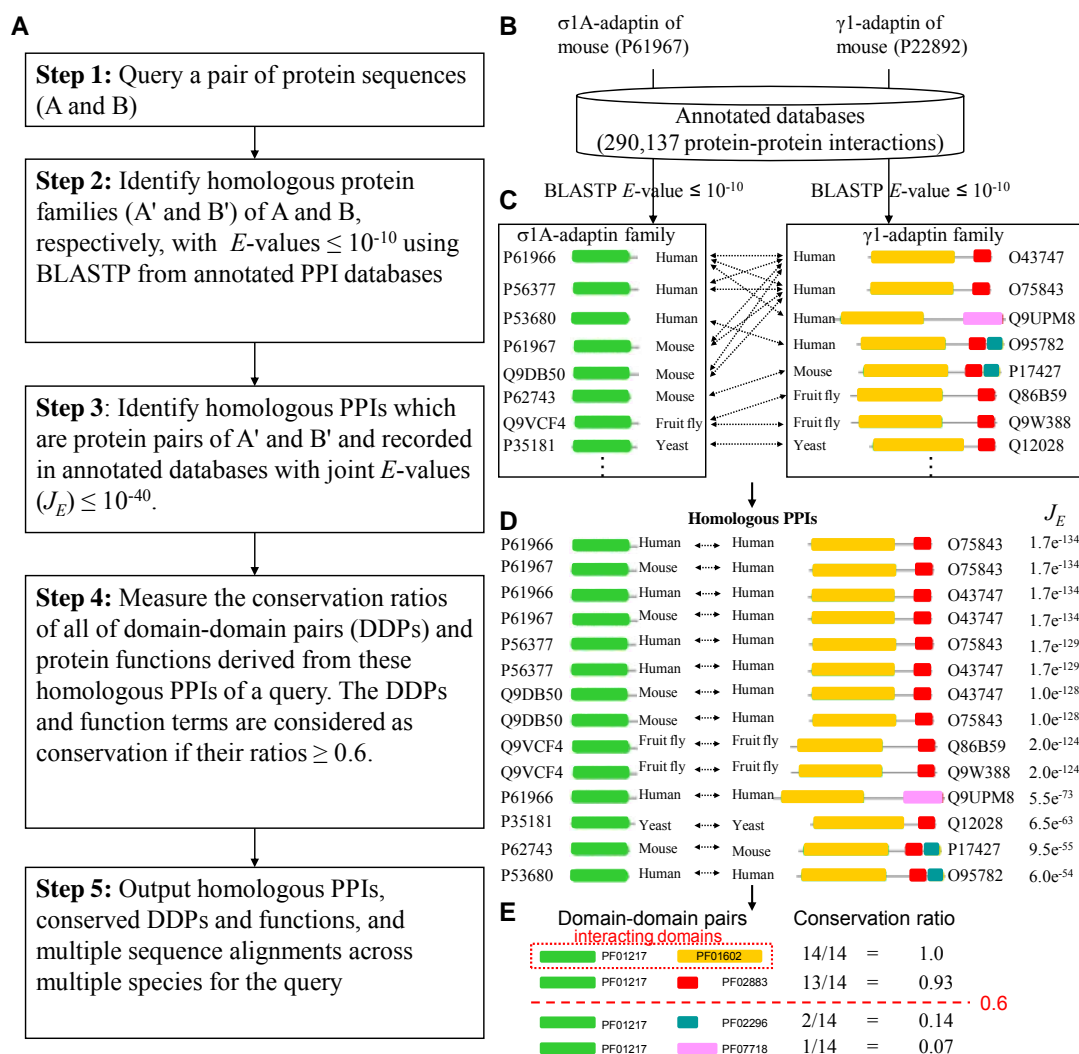 A
Step 1: Query a pair of protein sequences
(A and B)
Step 2: Identify homologous protein
families (A' and B') of A and B,
respectively, with E-values ≤ 10-10 using
BLASTP from annotated PPI databases
Step 3: Identify homologous PPIs which
are protein pairs of A' and B' and recorded
in annotated databases with joint E-values
(JE) ≤ 10-40.
Step 4: Measure the conservation ratios
of all of domain-domain pairs (DDPs) and
protein functions derived from these
homologous PPIs of a query. The DDPs
and function terms are considered as
conservation if their ratios ≥ 0.6.
Step 5: Output homologous PPIs,
conserved DDPs and functions, and
multiple sequence alignments across
multiple species for the query
B
σ1A-adaptin of
mouse (P61967)
γ1-adaptin of
mouse (P22892)
Annotated databases
(290,137 protein-protein interactions)
BLASTP E-value ≤ 10-10
BLASTP E-value ≤ 10-10
C
σ1A-adaptin family
P61966 Human
P56377 Human
P53680 Human
P61967 Mouse
Q9DB50 Mouse
P62743 Mouse
Q9VCF4 Fruit fly
P35181 Yeast
⋮
γ1-adaptin family
Human O43747
Human O75843
Human Q9UPM8
Human O95782
Mouse P17427
Fruit fly Q86B59
Fruit fly Q9W388
Yeast Q12028
⋮
D
Homologous PPIs JE
P61966 Human Human O75843 1.7e-134
P61967 Mouse Human O75843 1.7e-134
P61966 Human Human O43747 1.7e-134
P61967 Mouse Human O43747 1.7e-134
P56377 Human Human O75843 1.7e-129
P56377 Human Human O43747 1.7e-129
Q9DB50 Mouse Human O43747 1.0e-128
Q9DB50 Mouse Human O75843 1.0e-128
Q9VCF4 Fruit fly Fruit fly Q86B59 2.0e-124
Q9VCF4 Fruit fly Fruit fly Q9W388 2.0e-124
P61966 Human Human Q9UPM8 5.5e-73
P35181 Yeast Yeast Q12028 6.5e-63
P62743 Mouse Mouse P17427 9.5e-55
P53680 Human Human O95782 6.0e-54
E
Domain-domain pairs Conservation ratio
interacting domains
PF01217 PF01602 14/14 = 1.0
PF01217 PF02883 13/14 = 0.93
0.6
PF01217 PF02296 2/14 = 0.14
PF01217 PF07718 1/14 = 0.07